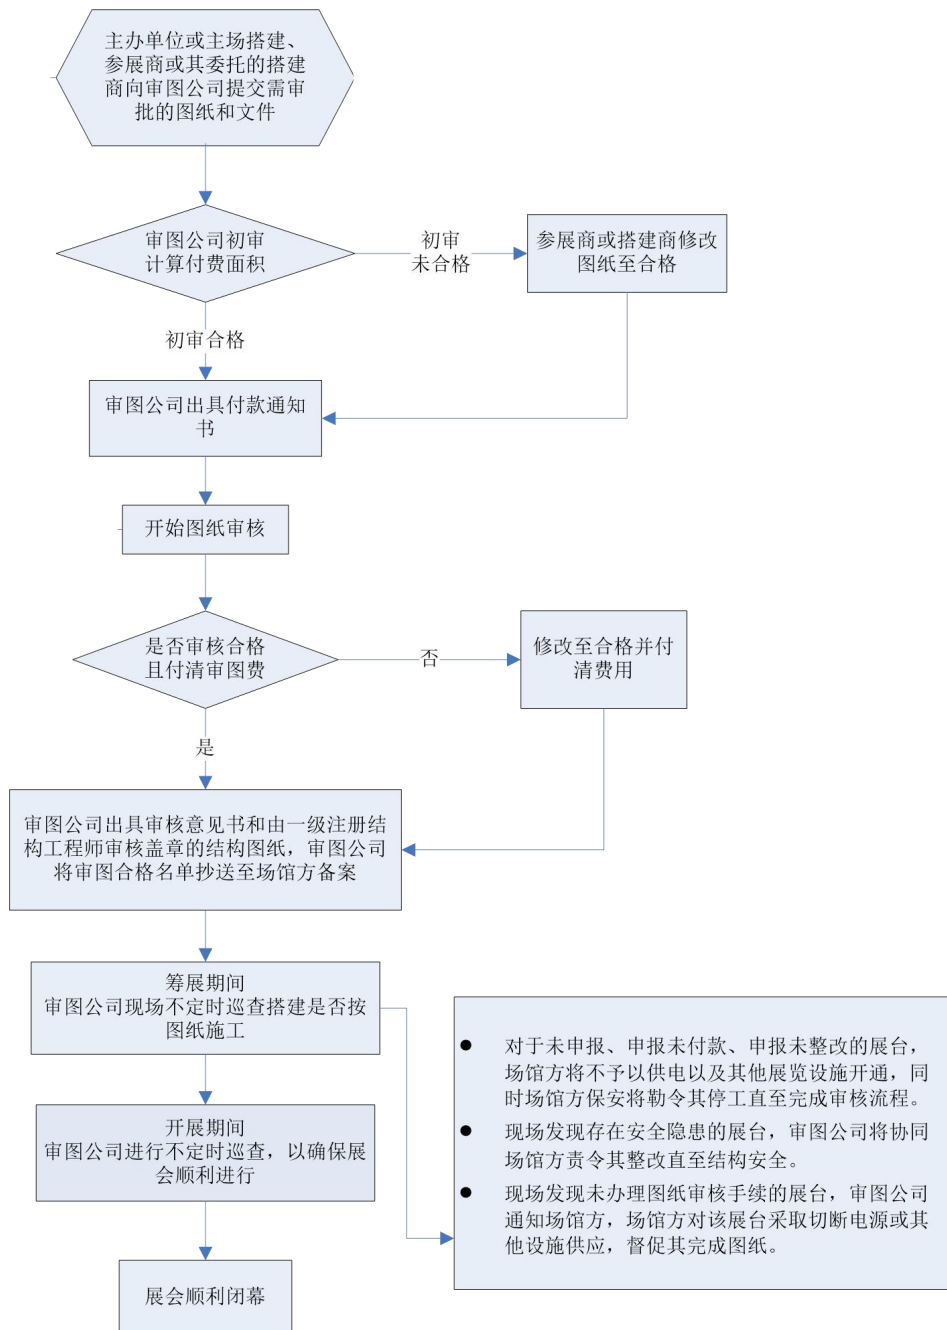 主办单位或主场搭建、
参展商或其委托的搭建
商向审图公司提交需审
批的图纸和文件
审图公司初审
计算付费面积
初审
未合格
参展商或搭建商修改
图纸至合格
初审合格
审图公司出具付款通知
书
开始图纸审核
是否审核合格
且付清审图费
否
修改至合格并付
清费用
是
审图公司出具审核意见书和由一级注册结
构工程师审核盖章的结构图纸，审图公司
将审图合格名单抄送至场馆方备案
筹展期间
审图公司现场不定时巡查搭建是否按
图纸施工
开展期间
审图公司进行不定时巡查，以确保展
会顺利进行
展会顺利闭幕
● 对于未申报、申报未付款、申报未整改的展台，
场馆方将不予以供电以及其他展览设施开通，同
时场馆方保安将勒令其停工直至完成审核流程。
● 现场发现存在安全隐患的展台，审图公司将协同
场馆方责令其整改直至结构安全。
● 现场发现未办理图纸审核手续的展台，审图公司
通知场馆方，场馆方对该展台采取切断电源或其
他设施供应，督促其完成图纸。